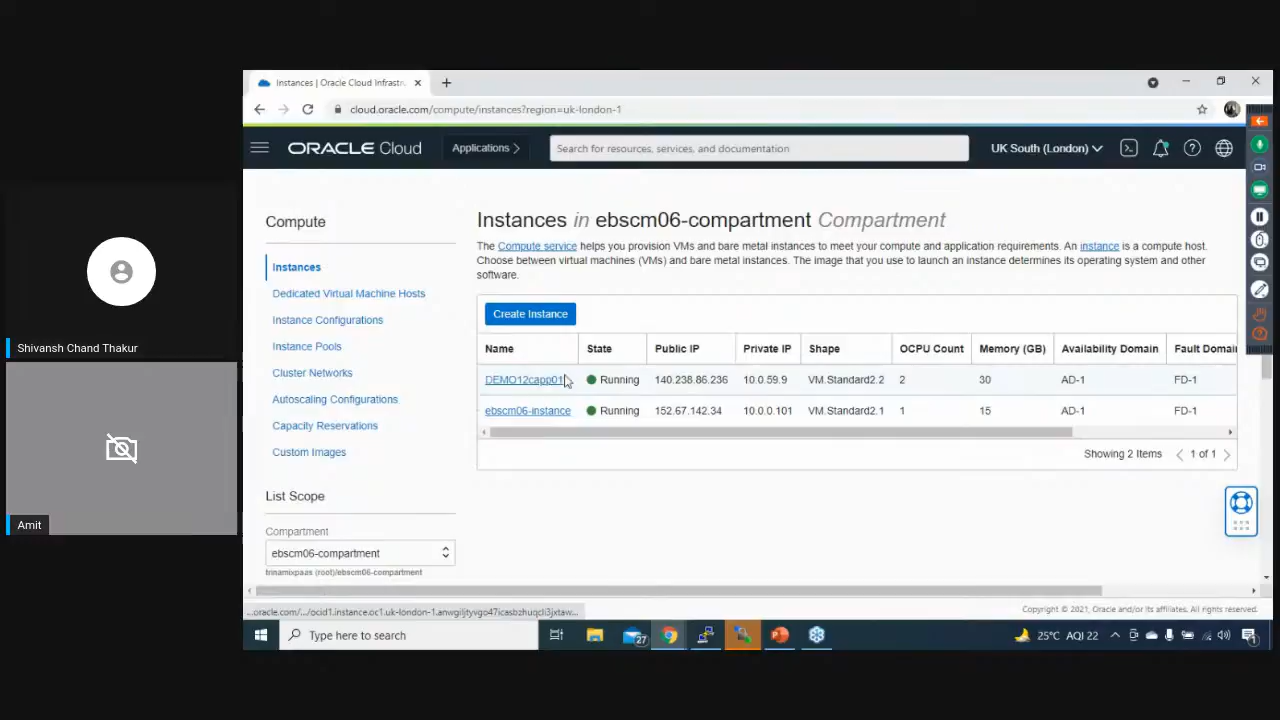 Instances | Oracle Cloud Infrastr
cloud.oracle.com/compute/instances?region=uk-london-1
ORACLE Cloud
Applications
Search for resources, services, and documentation
UK South (London)
Compute
Instances
Dedicated Virtual Machine Hosts
Instance Configurations
Instance Pools
Cluster Networks
Autoscaling Configurations
Capacity Reservations
Custom Images
List Scope
Compartment
ebscm06-compartment
trinamixpaas (root)/ebscm06-compartment
Instances in ebscm06-compartment Compartment
The Compute service helps you provision VMs and bare metal instances to meet your compute and application requirements. An instance is a compute host.
Choose between virtual machines (VMs) and bare metal instances. The image that you use to launch an instance determines its operating system and other
software.
Create Instance
Name State Public IP Private IP Shape OCPU Count Memory (GB) Availability Domain Fault Domain
DEMO12capp01 Running 140.238.86.236 10.0.59.9 VM.Standard2.2 2 30 AD-1 FD-1
ebscm06-instance Running 152.67.142.34 10.0.0.101 VM.Standard2.1 1 15 AD-1 FD-1
Showing 2 Items
1 of 1
Shivansh Chand Thakur
Amit
Copyright © 2021, Oracle and/or its affiliates. All rights reserved.
Type here to search
27
25°C AQI 22